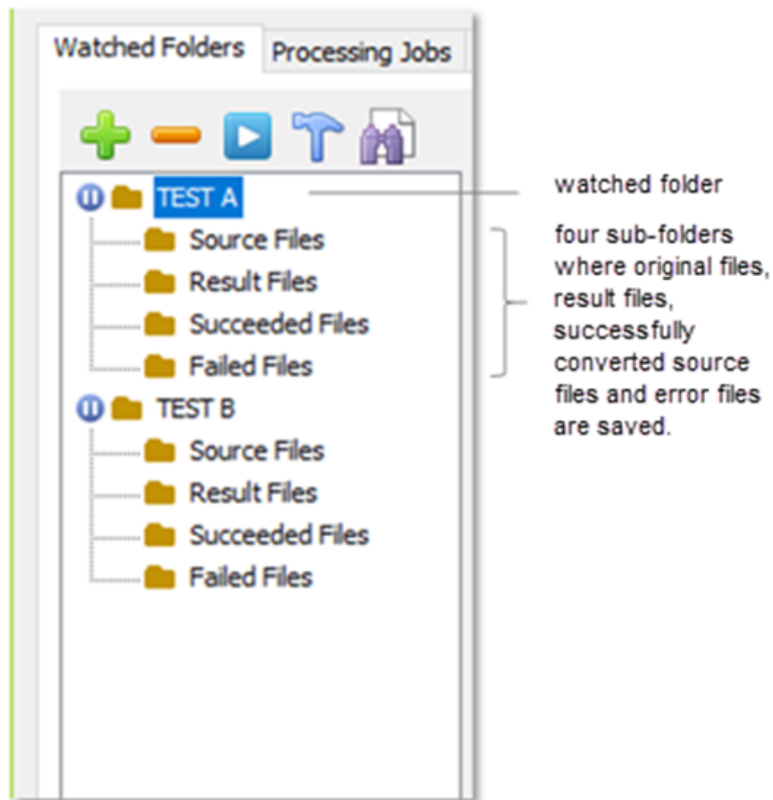 Watched Folders
Processing Jobs
TEST A
Source Files
Result Files
Succeeded Files
Failed Files
TEST B
Source Files
Result Files
Succeeded Files
Failed Files
watched folder
four sub-folders
where original files,
result files,
successfully
converted source
files and error files
are saved.